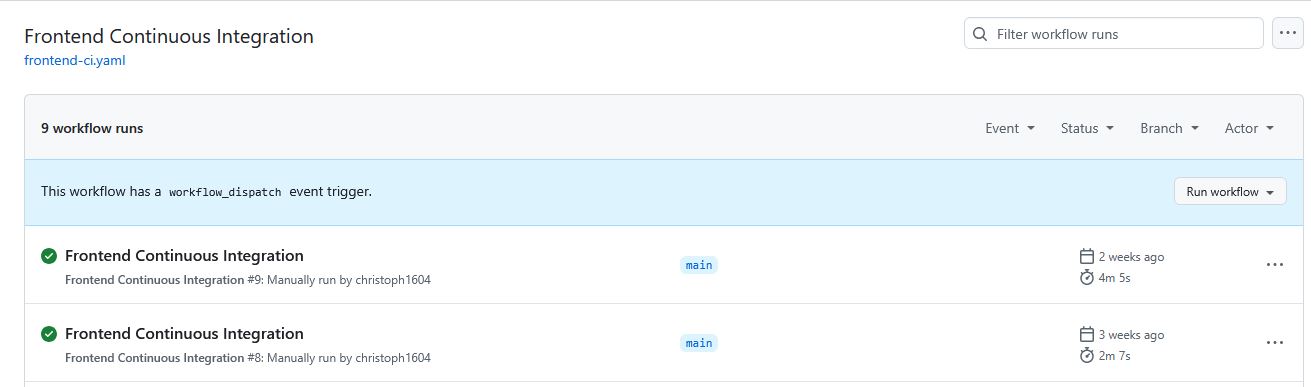 Frontend Continuous Integration
frontend-ci.yaml
Filter workflow runs
9 workflow runs
Event
Status
Branch
Actor
This workflow has a workflow_dispatch event trigger.
Run workflow
Frontend Continuous Integration
Frontend Continuous Integration #9: Manually run by christoph1604
main
2 weeks ago
4m 5s
Frontend Continuous Integration
Frontend Continuous Integration #8: Manually run by christoph1604
main
3 weeks ago
2m 7s